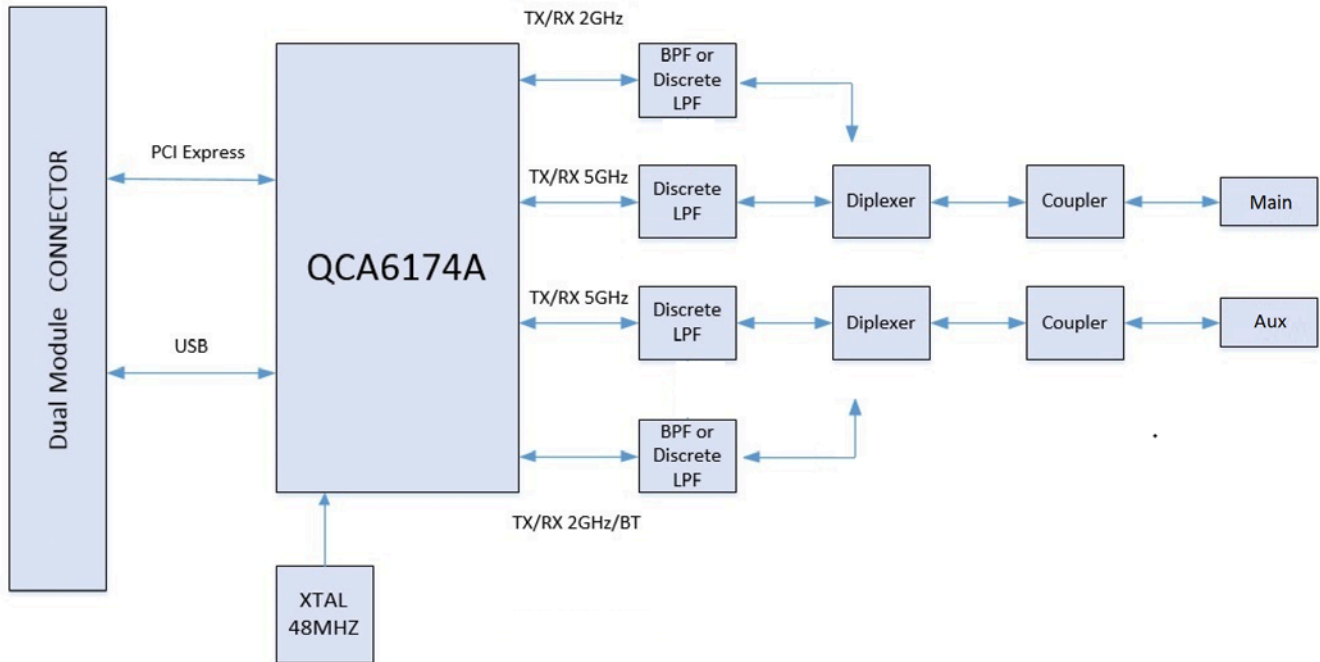 TX/RX 2GHz
BPF or
Discrete
LPF
PCI Express
TX/RX 5GHz
Discrete
LPF
Diplexer
Coupler
Main
Dual Module CONNECTOR
QCA6174A
TX/RX 5GHz
Discrete
LPF
Diplexer
Coupler
Aux
USB
BPF or
Discrete
LPF
TX/RX 2GHz/BT
XTAL
48MHZ